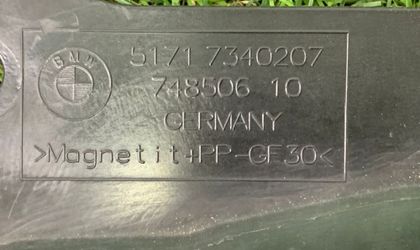 BMW
5171 7340207
748506 10
GERMANY
>Magnetit+PP-GF30<